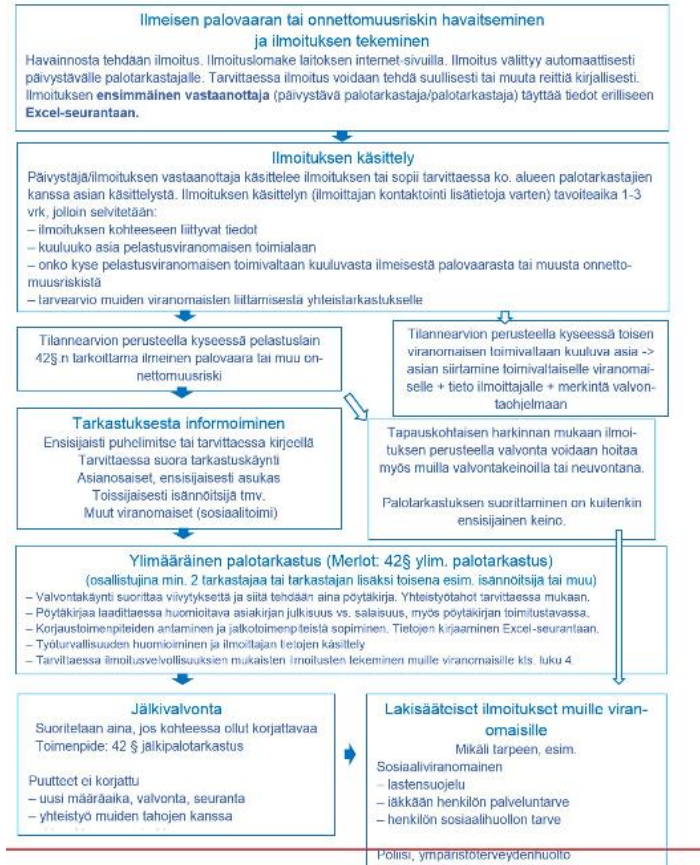 Ilmeisen palovaaran tai onnettomuusriskin havaitseminen
ja ilmoituksen tekeminen
Havainnosta tehdään ilmoitus. Ilmoituslomake laitoksen internet-sivuilla. Ilmoitus välittyy automaattisesti
päivystävälle palotarkastajalle. Tarvittaessa ilmoitus voidaan tehdä suullisesti tai muuta reittiä kirjallisesti.
Ilmoituksen ensimmäinen vastaanottaja (päivystävä palotarkastaja/palotarkastaja) täyttää tiedot erilliseen
Excel-seurantaan.
Ilmoituksen käsittely
Päivystäjä/ilmoituksen vastaanottaja käsittelee ilmoituksen tai sopii tarvittaessa ko. alueen palotarkastajien
kanssa asian käsittelystä. Ilmoituksen käsittelyn (ilmoittajan kontaktointi lisätietoja varten) tavoiteaika 1-3
vrk, jolloin selvitetään:
– ilmoituksen kohteeseen liittyvät tiedot
– kuuluuko asia pelastusviranomaisen toimialaan
– onko kyse pelastusviranomaisen toimivaltaan kuuluvasta ilmeisestä palovaarasta tai muusta onnetto-
muusriskistä
– tarvearvio muiden viranomaisten liittämisestä yhteistarkastukselle
Tilannearvion perusteella kyseessä pelastuslain
42§:n tarkoittama ilmeinen palovaara tai muu on-
nettomuusriski
Tilannearvion perusteella kyseessä toisen
viranomaisen toimivaltaan kuuluva asia ->
asian siirtamine toimivaltaiselle viranomai-
selle + tieto ilmoittajalle + merkintä valvon-
taohjelmaan
Tarkastuksesta informoiminen
Ensisijaisti puhelimitse tai tarvittaessa kirjeellä
Tarvittaessa suora tarkastuskäynti
Asianosaiset, ensisijaisesti asukas
Toissijaisesti isännöitsijä tmv.
Muut viranomaiset (sosiaalitoimi)
Tapauskohtaisen harkinnan mukaan ilmoi-
tuksen perusteella valvonta voidaan hoitaa
myös muilla valvontakeinoilla tai neuvontana.
Palotarkastuksen suorittaminen on kuitenkin
ensisijainen keino.
Ylimääräinen palotarkastus (Merlot: 42§ ylim. palotarkastus)
(osallistujina min. 2 tarkastajaa tai tarkastajan lisäksi toisena esim. isännöitsijä tai muu)
– Valvontakäynti suorittaa viivytyksettä ja siitä tehdään aina pöytäkirja. Yhteistyötahot tarvittaessa mukaan.
– Pöytäkirjaa laadittaessa huomioitava asiakirjan julkisuus vs. salaisuus, myös pöytäkirjan toimitustavassa.
– Korjaustoimenpiteiden antaminen ja jatkotoimenpiteistä sopiminen. Tietojen kirjaaminen Excel-seurantaan.
– Työturvallisuuden huomioiminen ja ilmoittajan tietojen käsittely
– Tarvittaessa ilmoitusvelvollisuuksien mukaisten ilmoitusten tekeminen muille viranomaisille kts. luku 4.
Jälkivalvonta
Suoritetaan aina, jos kohteessa ollut korjattavaa
Toimenpide: 42 § jälkipalotarkastus
Puutteet ei korjattu
– uusi määräaika, valvonta, seuranta
– yhteistyö muiden tahojen kanssa
Lakisääteiset ilmoitukset muille viran-
omaisille
Mikäli tarpeen, esim.
Sosiaaliviranomainen
– lastensuojelu
– iäkkään henkilön palveluntarve
– henkilön sosiaalihuollon tarve
Poliisi, ympäristöterveydenhuolto